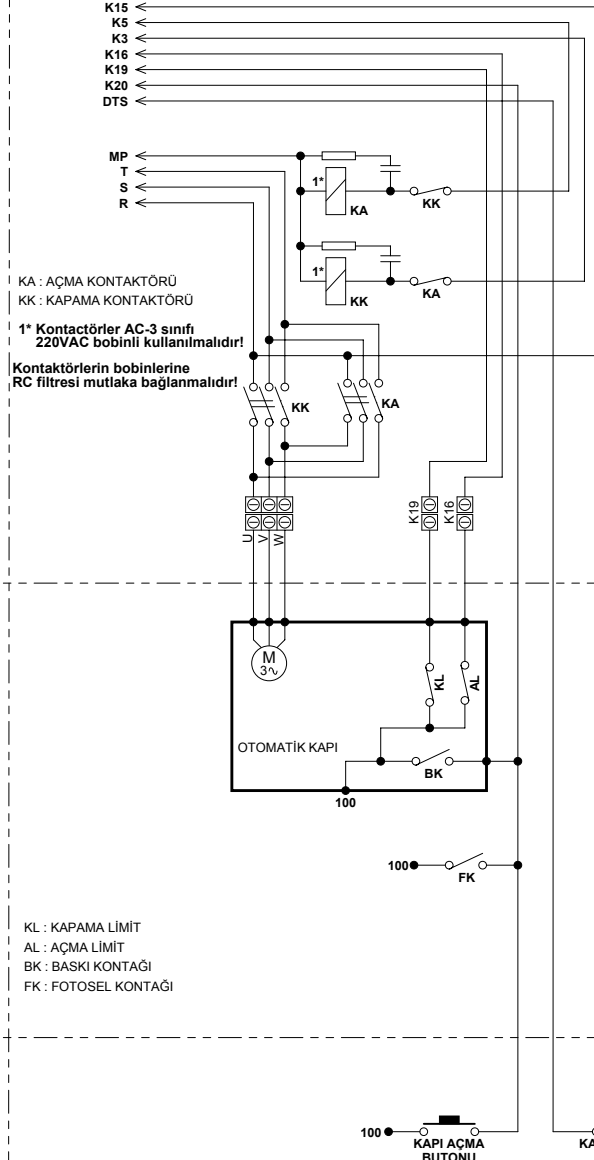 K15
K5
K3
K16
K19
K20
DTS
MP
T
S
R
1*
KA
KK
1*
KK
KA
KA : AÇMA KONTAKTÖRÜ
KK : KAPAMA KONTAKTÖRÜ
1* Kontactörler AC-3 sınıfı
220VAC bobinli kullanılmalıdır!
Kontaktörlerin bobinlerine
RC filtresi mutlaka bağlanmalıdır!
KK
KA
U
V
W
K19
K16
M
3∿
KL
AL
OTOMATİK KAPI
BK
100
100
FK
KL : KAPAMA LİMİT
AL : AÇMA LİMİT
BK : BASKI KONTAĞI
FK : FOTOSEL KONTAĞI
100
KAPI AÇMA
BUTONU
KA